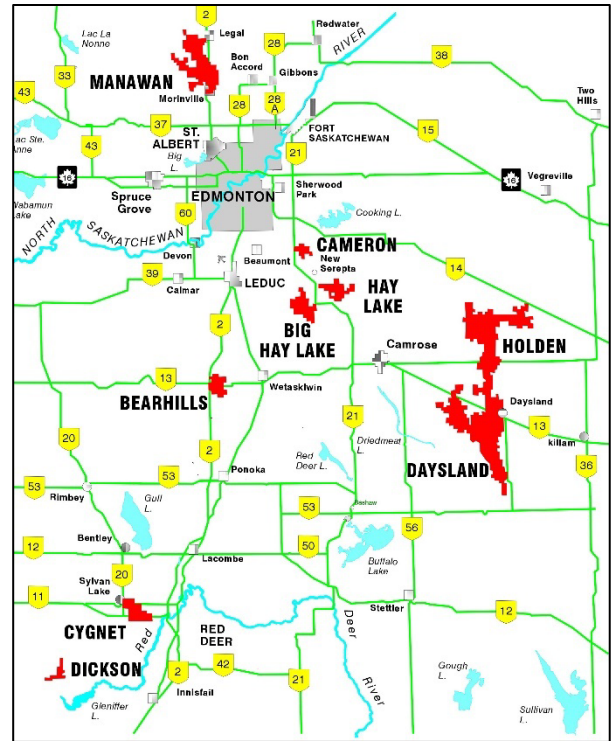 2
Legal
Redwater
RIVER
Lac La
Nonne
28
38
Bon
Accord
Gibbons
MANAWAN
33
43
Morinville
28
28
A
Two
Hills
37
FORT
SASKATCHEWAN
15
ST.
ALBERT
21
Lac Ste.
Anne
43
Big
L.
16
16
Vegreville
Spruce
Grove
EDMONTON
Sherwood
Park
Wabamun
Lake
60
Cooking L.
NORTH
SASKATCHEWAN
Devon
Beaumont
CAMERON
New
Serepta
14
39
Calmar
LEDUC
HAY
LAKE
2
BIG
HAY LAKE
HOLDEN
Camrose
13
Wetaskiwin
BEARHILLS
Daysland
21
13
killam
20
2
Red
Deer L.
Driedmeat
L.
DAYSLAND
36
53
Ponoka
53
Rimbey
Gull
L.
53
Bashaw
56
12
Bentley
50
Lacombe
Buffalo
Lake
Sylvan
Lake
20
11
Stettler
12
CYGNET
Red
RED
DEER
Deer
River
DICKSON
2
42
21
Gleniffer
L.
Innisfail
Gough
L.
Sullivan
L.